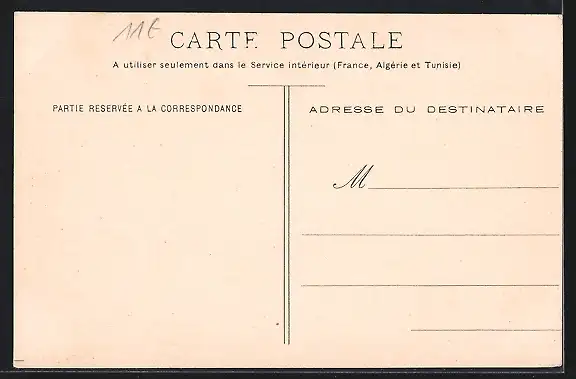 11€
CARTE POSTALE
A utiliser seulement dans le Service intérieur (France, Algérie et Tunisie)
PARTIE RESERVÉE A LA CORRESPONDANCE
ADRESSE DU DESTINATAIRE
M